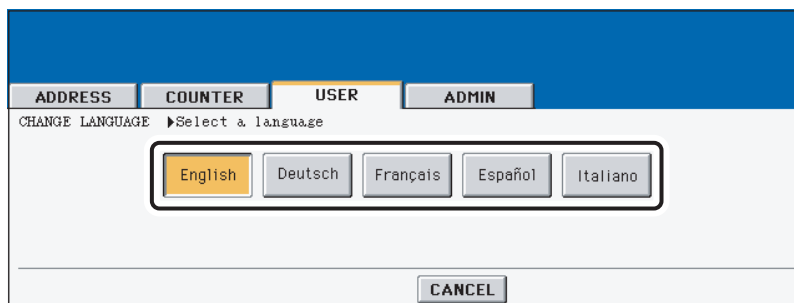 ADDRESS COUNTER USER ADMIN
CHANGE LANGUAGE ▶Select a language
English Deutsch Français Español Italiano
CANCEL